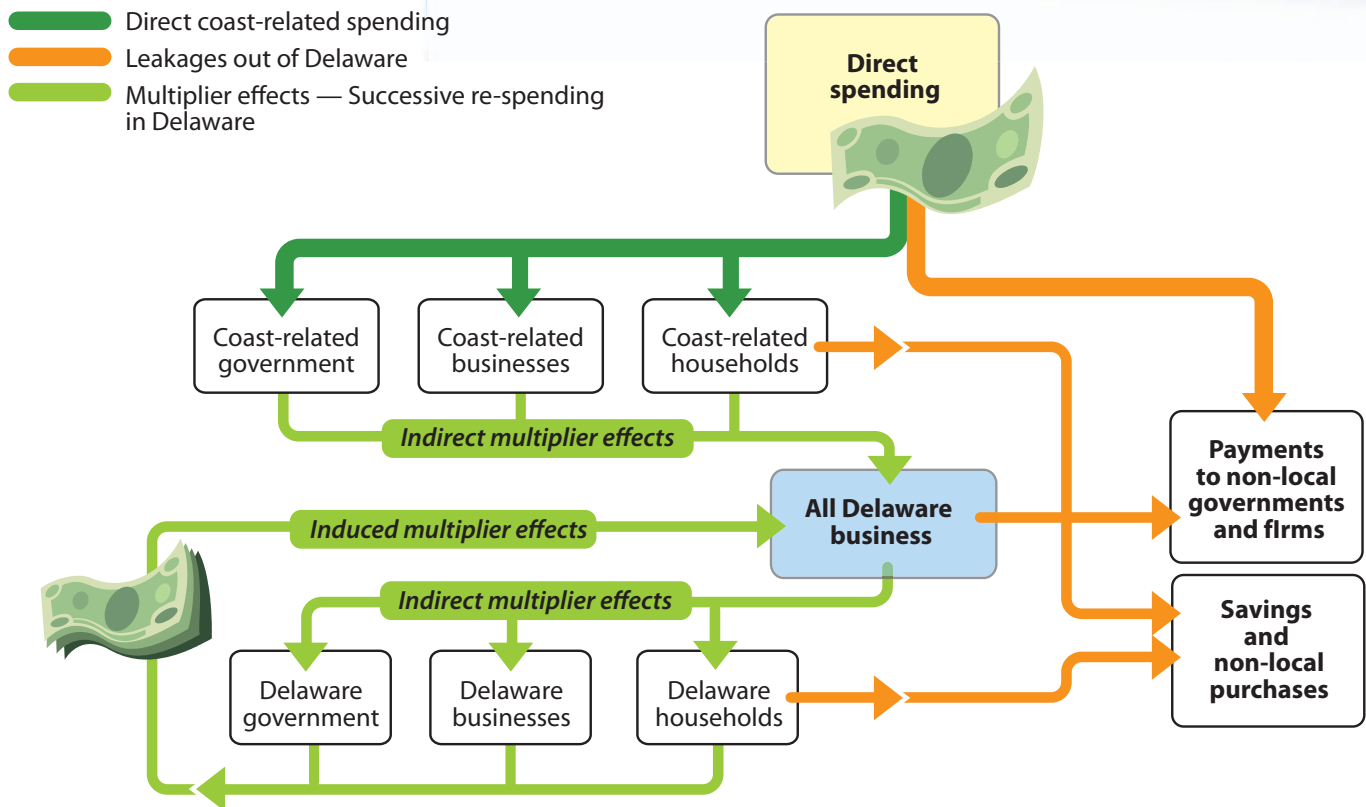 Direct coast-related spending
Leakages out of Delaware
Multiplier effects — Successive re-spending
in Delaware
Direct
spending
Coast-related
government
Coast-related
businesses
Coast-related
households
Indirect multiplier effects
Payments
to non-local
governments
and fIrms
All Delaware
business
Induced multiplier effects
Indirect multiplier effects
Savings
and
non-local
purchases
Delaware
government
Delaware
businesses
Delaware
households